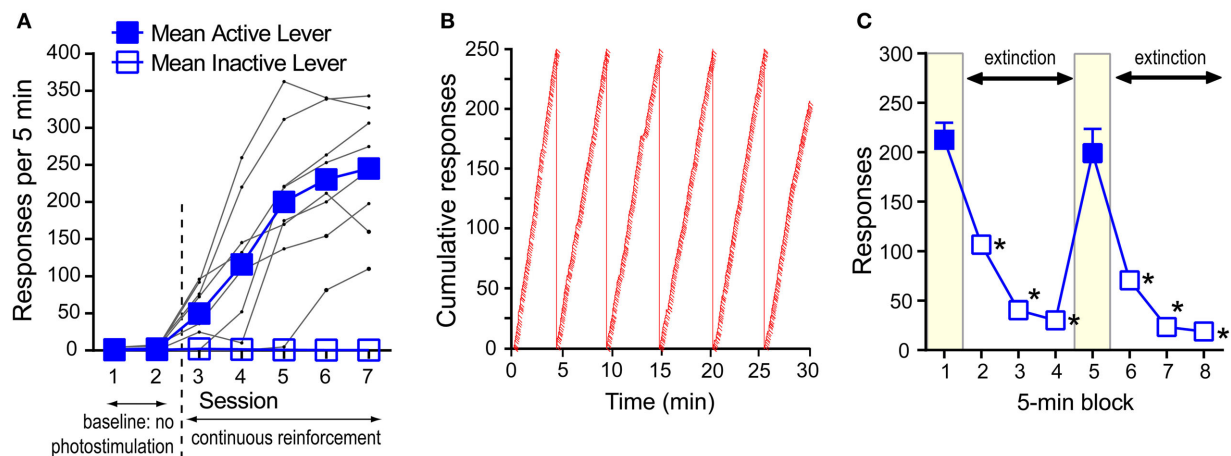 A
Mean Active Lever
Mean Inactive Lever
Responses per 5 min
400
350
300
250
200
150
100
50
0
1 2 3 4 5 6 7
Session
baseline: no
photostimulation
continuous reinforcement
B
Cumulative responses
250
200
150
100
50
0
0 5 10 15 20 25 30
Time (min)
C
Responses
300
250
200
150
100
50
0
extinction
extinction
* * * * * *
1 2 3 4 5 6 7 8
5-min block